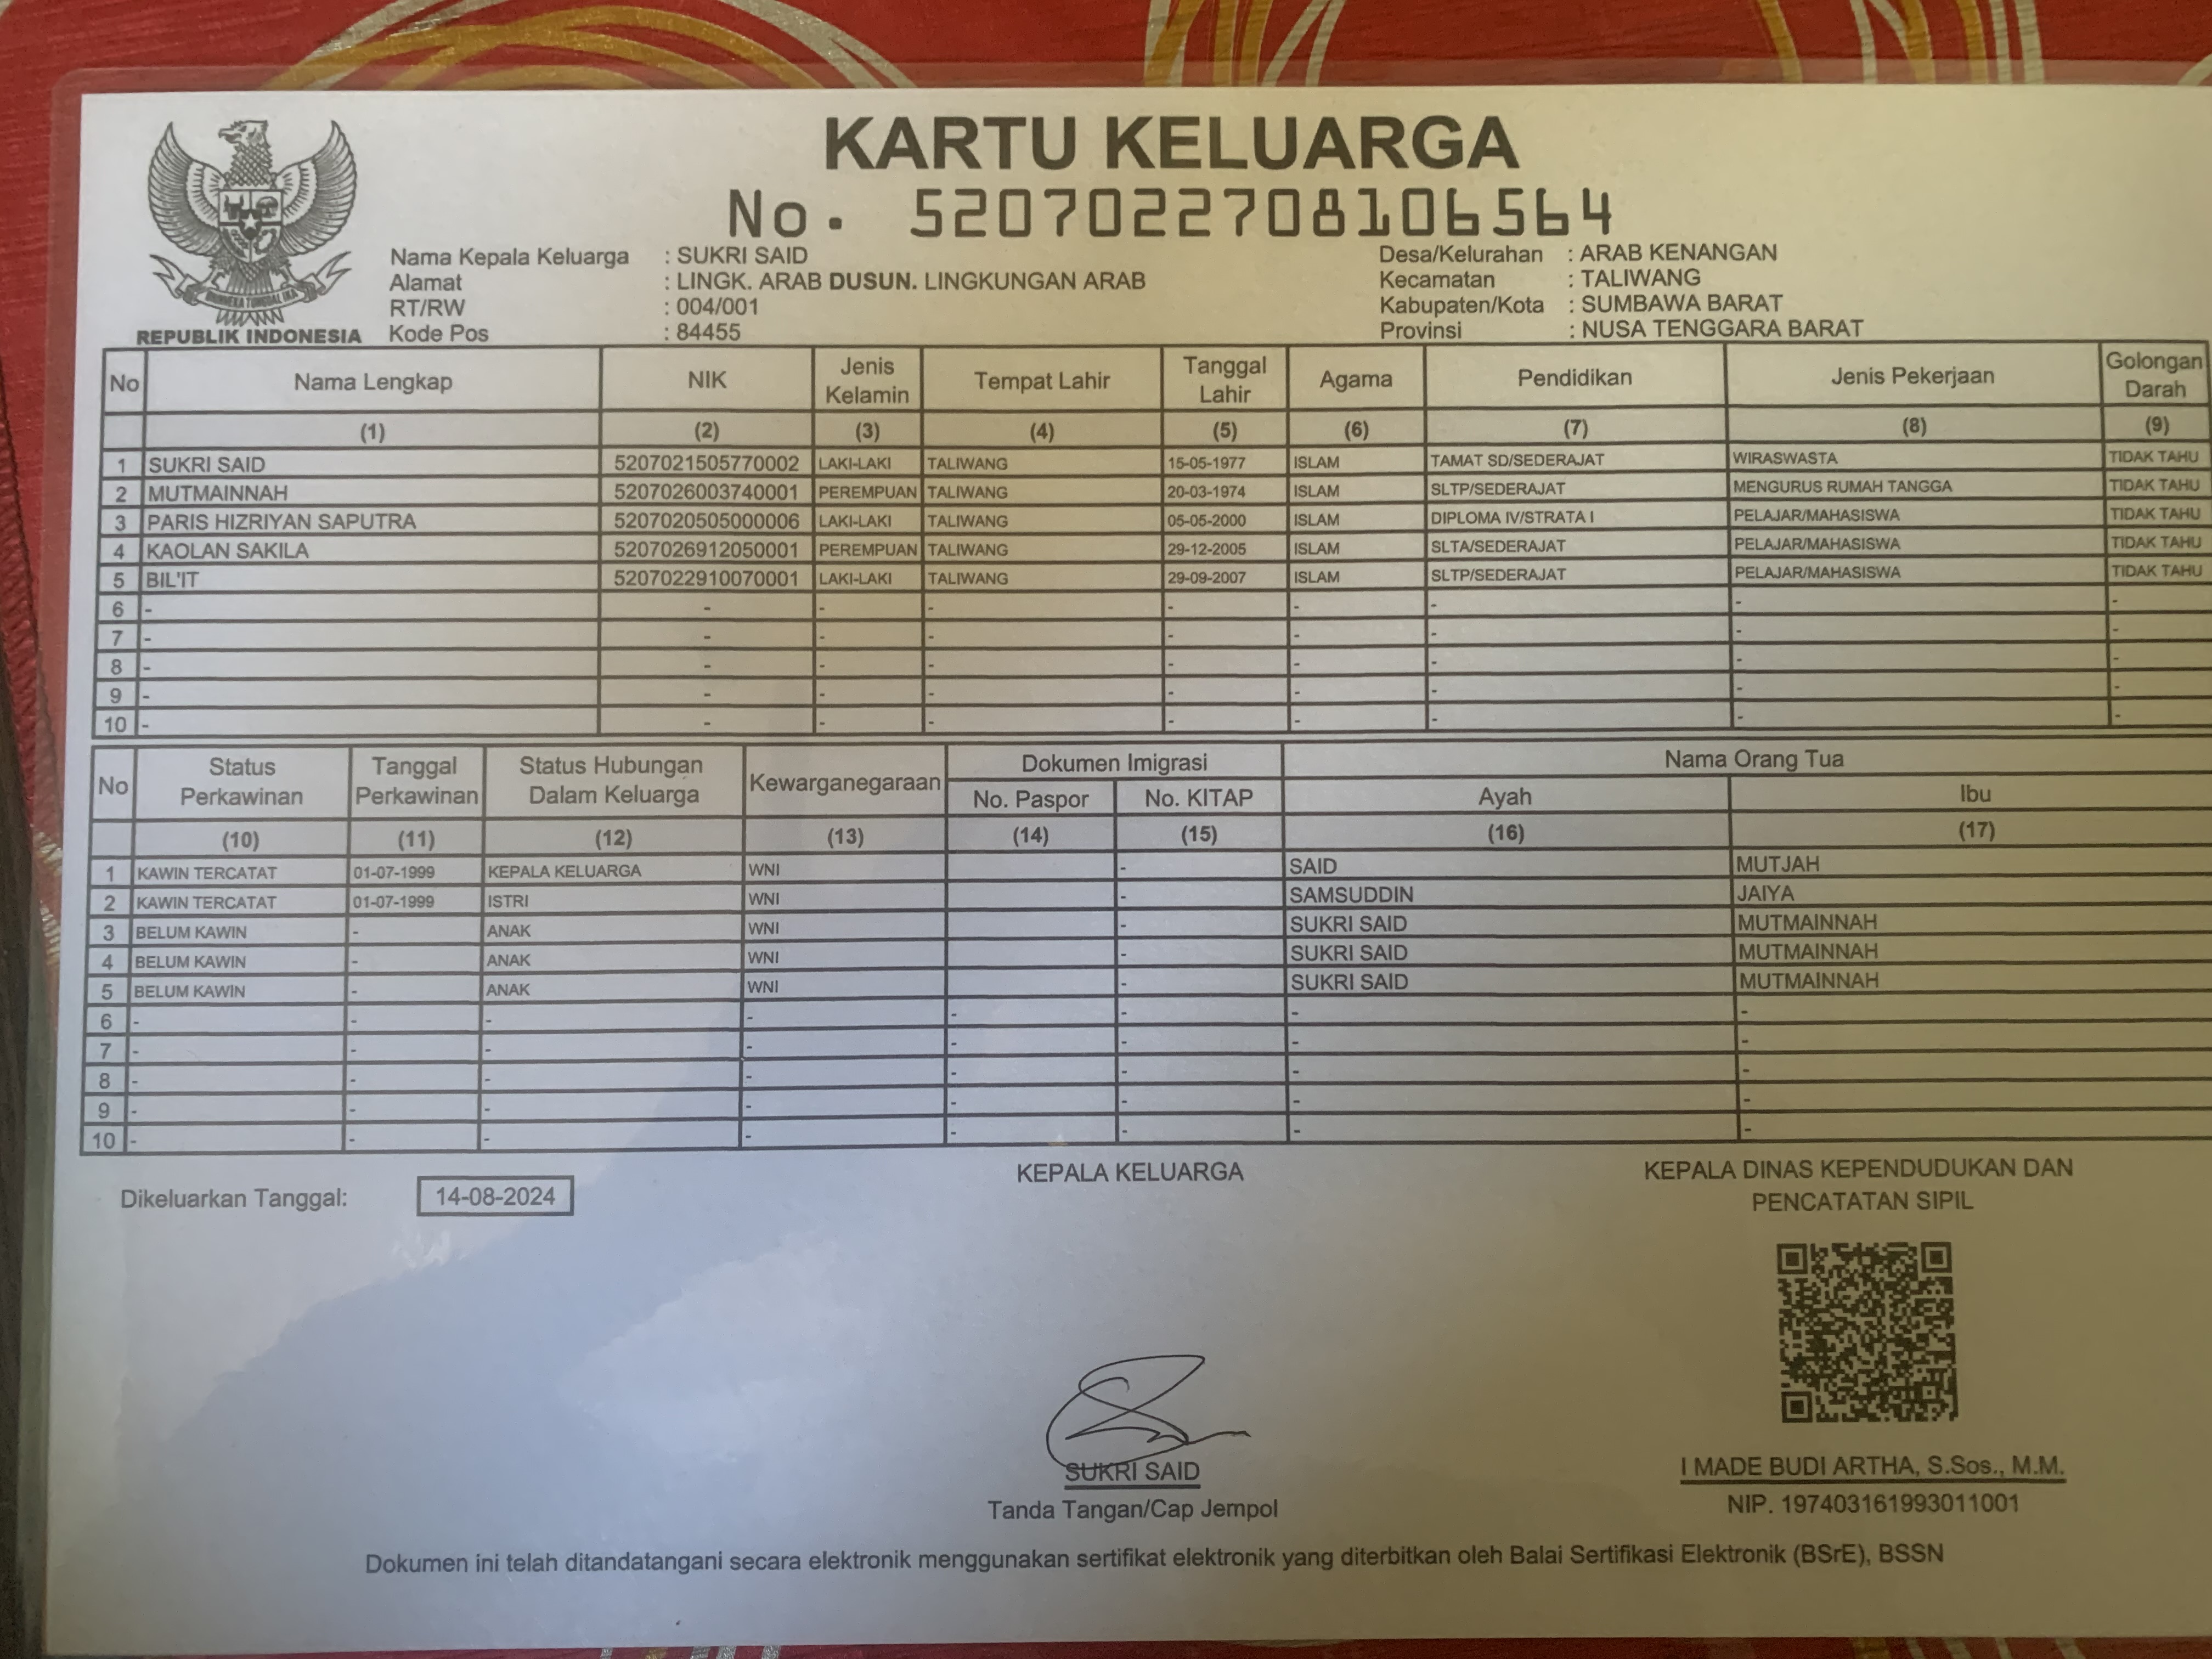 KARTU KELUARGA
No. 5207022708106564
Nama Kepala Keluarga : SUKRI SAID
Alamat : LINGK. ARAB DUSUN. LINGKUNGAN ARAB
RT/RW : 004/001
Kode Pos : 84455
Desa/Kelurahan : ARAB KENANGAN
Kecamatan : TALIWANG
Kabupaten/Kota : SUMBAWA BARAT
Provinsi : NUSA TENGGARA BARAT
BHINNEKA TUNGGAL IKA
REPUBLIK INDONESIA
No Nama Lengkap NIK Jenis Kelamin Tempat Lahir Tanggal Lahir Agama Pendidikan Jenis Pekerjaan Golongan Darah
(1) (2) (3) (4) (5) (6) (7) (8) (9)
1 SUKRI SAID 5207021505770002 LAKI-LAKI TALIWANG 15-05-1977 ISLAM TAMAT SD/SEDERAJAT WIRASWASTA TIDAK TAHU
2 MUTMAINNAH 5207026003740001 PEREMPUAN TALIWANG 20-03-1974 ISLAM SLTP/SEDERAJAT MENGURUS RUMAH TANGGA TIDAK TAHU
3 PARIS HIZRIYAN SAPUTRA 5207020505000006 LAKI-LAKI TALIWANG 05-05-2000 ISLAM DIPLOMA IV/STRATA I PELAJAR/MAHASISWA TIDAK TAHU
4 KAOLAN SAKILA 5207026912050001 PEREMPUAN TALIWANG 29-12-2005 ISLAM SLTA/SEDERAJAT PELAJAR/MAHASISWA TIDAK TAHU
5 BIL'IT 5207022910070001 LAKI-LAKI TALIWANG 29-09-2007 ISLAM SLTP/SEDERAJAT PELAJAR/MAHASISWA TIDAK TAHU
6 - - - - - - - - -
7 - - - - - - - - -
8 - - - - - - - - -
9 - - - - - - - - -
10 - - - - - - - - -
No Status Perkawinan Tanggal Perkawinan Status Hubungan Dalam Keluarga Kewarganegaraan Dokumen Imigrasi Nama Orang Tua
No. Paspor No. KITAP Ayah Ibu
(10) (11) (12) (13) (14) (15) (16) (17)
1 KAWIN TERCATAT 01-07-1999 KEPALA KELUARGA WNI - SAID MUTJAH
2 KAWIN TERCATAT 01-07-1999 ISTRI WNI - SAMSUDDIN JAIYA
3 BELUM KAWIN - ANAK WNI - SUKRI SAID MUTMAINNAH
4 BELUM KAWIN - ANAK WNI - SUKRI SAID MUTMAINNAH
5 BELUM KAWIN - ANAK WNI - SUKRI SAID MUTMAINNAH
6 - - - - - - - -
7 - - - - - - - -
8 - - - - - - - -
9 - - - - - - - -
10 - - - - - - - -
Dikeluarkan Tanggal: 14-08-2024
KEPALA KELUARGA
SUKRI SAID
Tanda Tangan/Cap Jempol
KEPALA DINAS KEPENDUDUKAN DAN
PENCATATAN SIPIL
I MADE BUDI ARTHA, S.Sos., M.M.
NIP. 197403161993011001
Dokumen ini telah ditandatangani secara elektronik menggunakan sertifikat elektronik yang diterbitkan oleh Balai Sertifikasi Elektronik (BSrE), BSSN